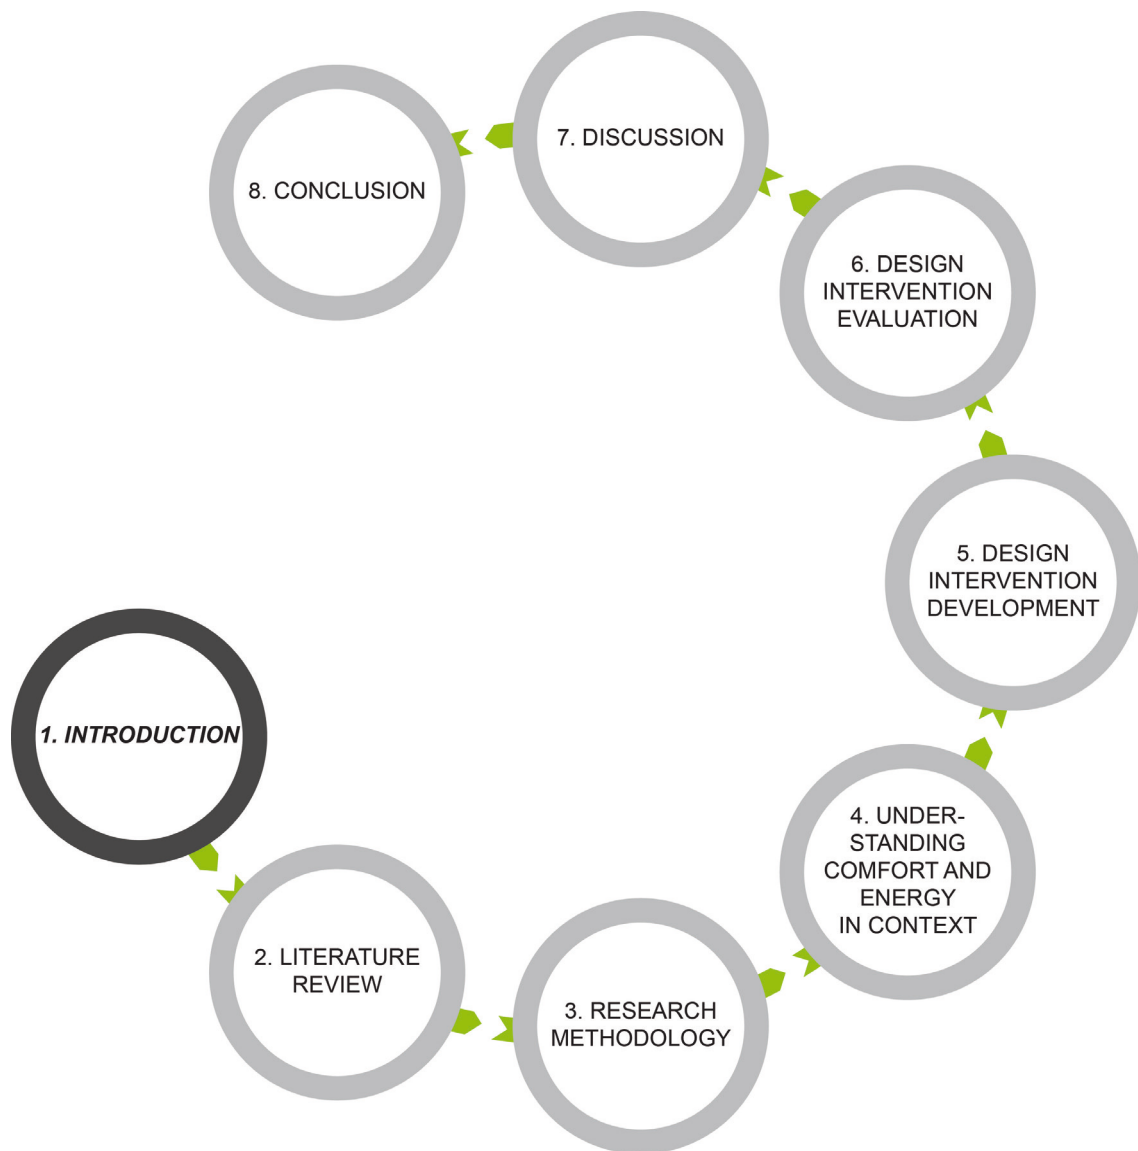 1. INTRODUCTION
2. LITERATURE
REVIEW
3. RESEARCH
METHODOLOGY
4. UNDER-
STANDING
COMFORT AND
ENERGY
IN CONTEXT
5. DESIGN
INTERVENTION
DEVELOPMENT
6. DESIGN
INTERVENTION
EVALUATION
7. DISCUSSION
8. CONCLUSION